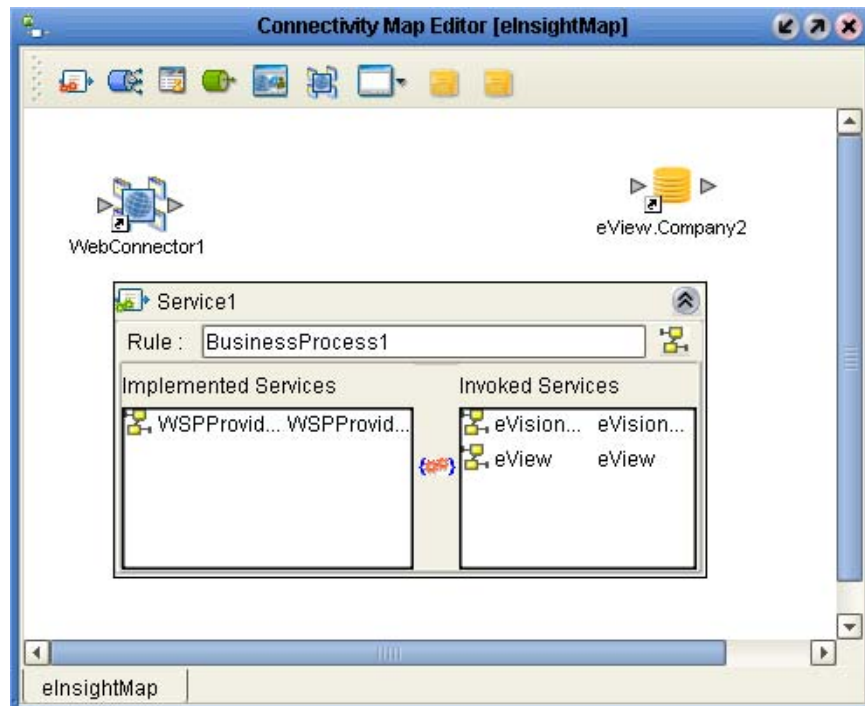 Connectivity Map Editor [eInsightMap]
WebConnector1
eView.Company2
Service1
Rule : BusinessProcess1
Implemented Services
WSPProvid... WSPProvid...
Invoked Services
eVision... eVision...
eView eView
eInsightMap